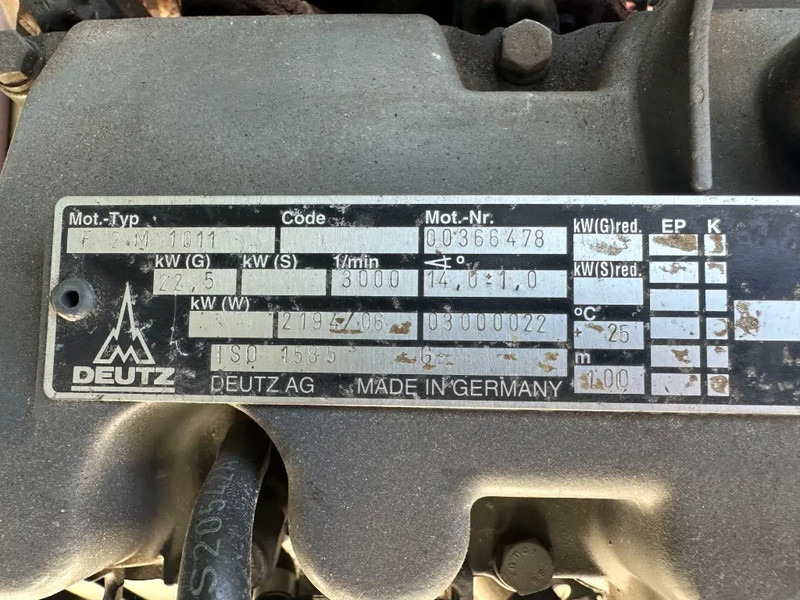 Mot.-Typ Code Mot.-Nr. kW(G)red. EP K
F 2 M 1011 00366478
kW (G) kW (S) 1/min ∢° kW(S)red.
22,5 3000 14,0±1,0
kW (W) °C
2194/06 03000022 + 25
ISO 1585 G m
DEUTZ DEUTZ AG MADE IN GERMANY 100
S20542A